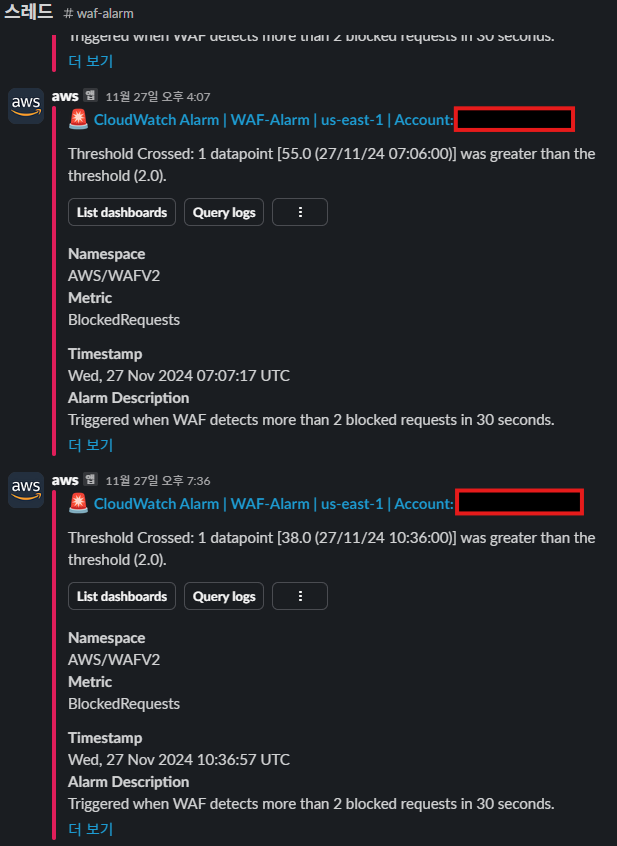 스레드 # waf-alarm
Triggered when WAF detects more than 2 blocked requests in 30 seconds.
더 보기
aws
aws 앱 11월 27일 오후 4:07
CloudWatch Alarm | WAF-Alarm | us-east-1 | Account:
Threshold Crossed: 1 datapoint [55.0 (27/11/24 07:06:00)] was greater than the
threshold (2.0).
List dashboards Query logs
Namespace
AWS/WAFV2
Metric
BlockedRequests
Timestamp
Wed, 27 Nov 2024 07:07:17 UTC
Alarm Description
Triggered when WAF detects more than 2 blocked requests in 30 seconds.
더 보기
aws
aws 앱 11월 27일 오후 7:36
CloudWatch Alarm | WAF-Alarm | us-east-1 | Account:
Threshold Crossed: 1 datapoint [38.0 (27/11/24 10:36:00)] was greater than the
threshold (2.0).
List dashboards Query logs
Namespace
AWS/WAFV2
Metric
BlockedRequests
Timestamp
Wed, 27 Nov 2024 10:36:57 UTC
Alarm Description
Triggered when WAF detects more than 2 blocked requests in 30 seconds.
더 보기